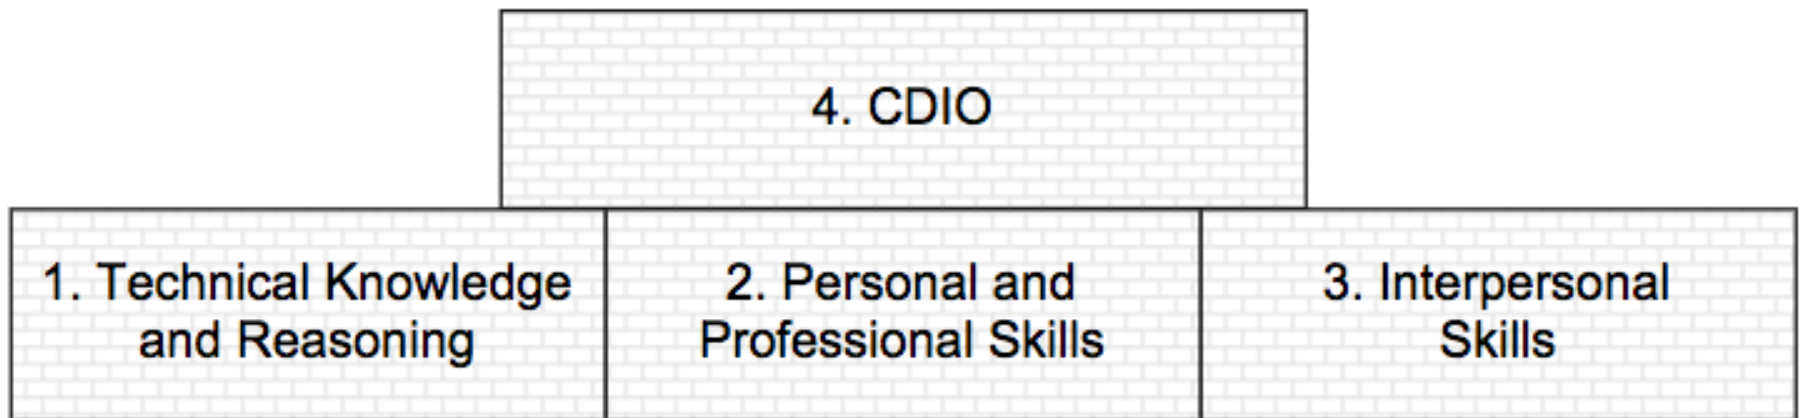 4. CDIO
1. Technical Knowledge
and Reasoning
2. Personal and
Professional Skills
3. Interpersonal
Skills